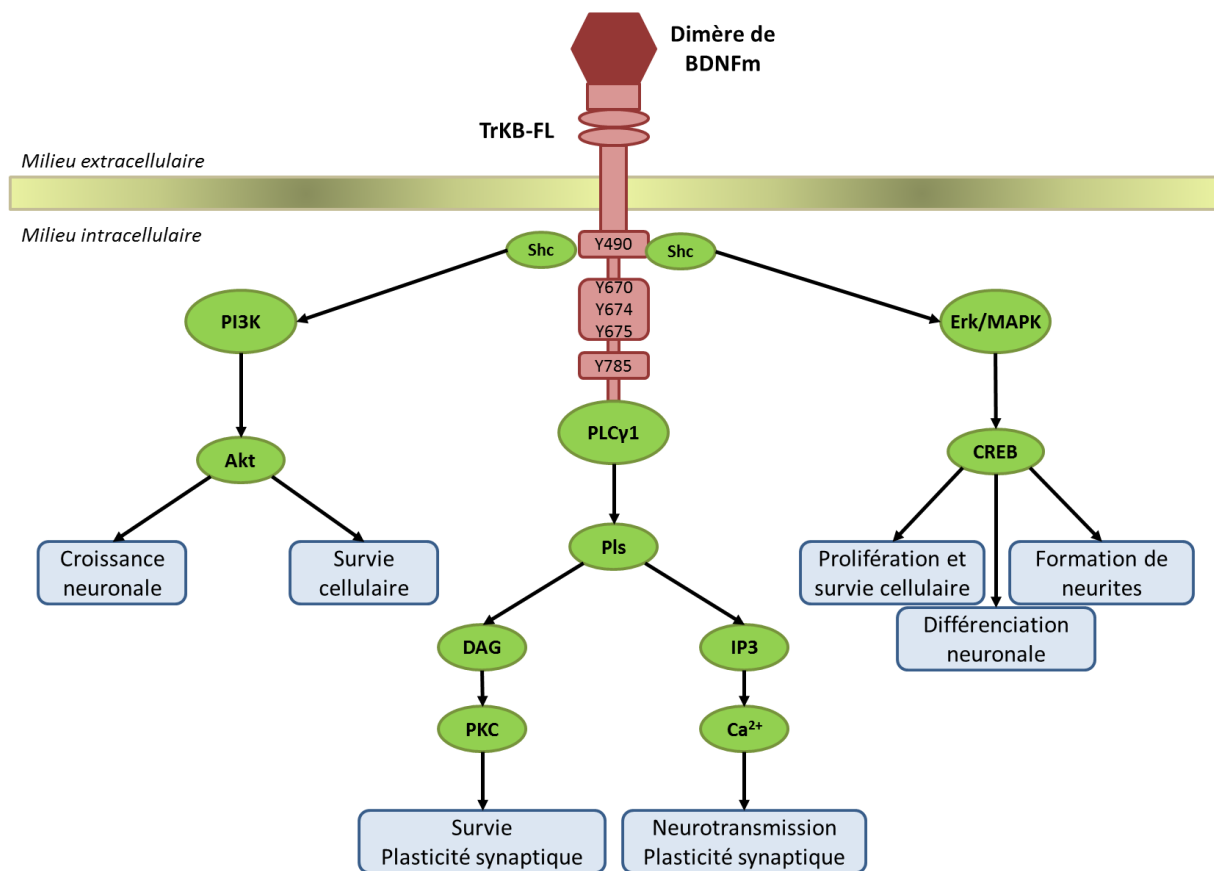 Dimère de
BDNFm
TrKB-FL
Milieu extracellulaire
Milieu intracellulaire
Shc
Y490
Shc
Y670
Y674
Y675
PI3K
Erk/MAPK
Y785
PLCγ1
Akt
CREB
Croissance
neuronale
Survie
cellulaire
Pls
Prolifération et
survie cellulaire
Formation de
neurites
Différenciation
neuronale
DAG
IP3
PKC
Ca²⁺
Survie
Plasticité synaptique
Neurotransmission
Plasticité synaptique